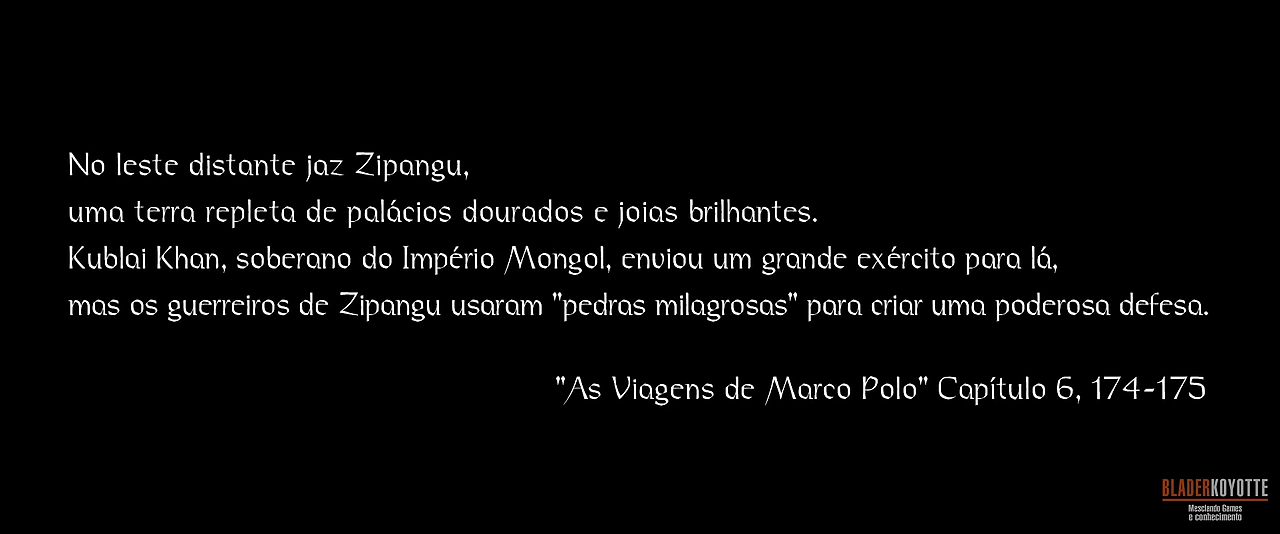 No leste distante jaz Zipangu,
uma terra repleta de palácios dourados e joias brilhantes.
Kublai Khan, soberano do Império Mongol, enviou um grande exército para lá,
mas os guerreiros de Zipangu usaram "pedras milagrosas" para criar uma poderosa defesa.
"As Viagens de Marco Polo" Capítulo 6, 174-175
BLADERKOYOTTE
Mesclando Games
e conhecimento